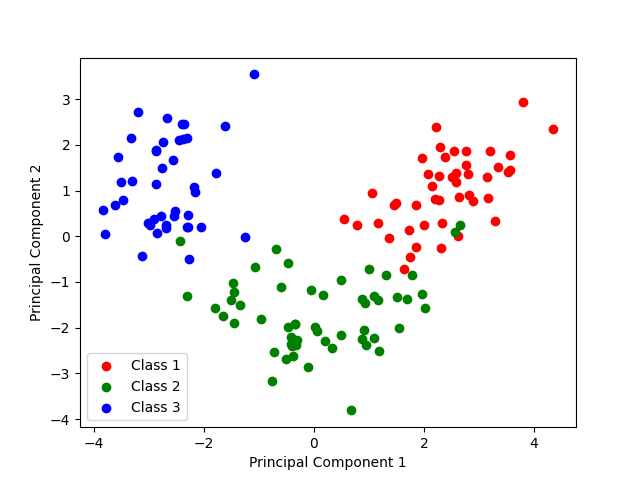 3
2
1
0
−1
−2
−3
−4
Principal Component 2
Class 1
Class 2
Class 3
−4
−2
0
2
4
Principal Component 1